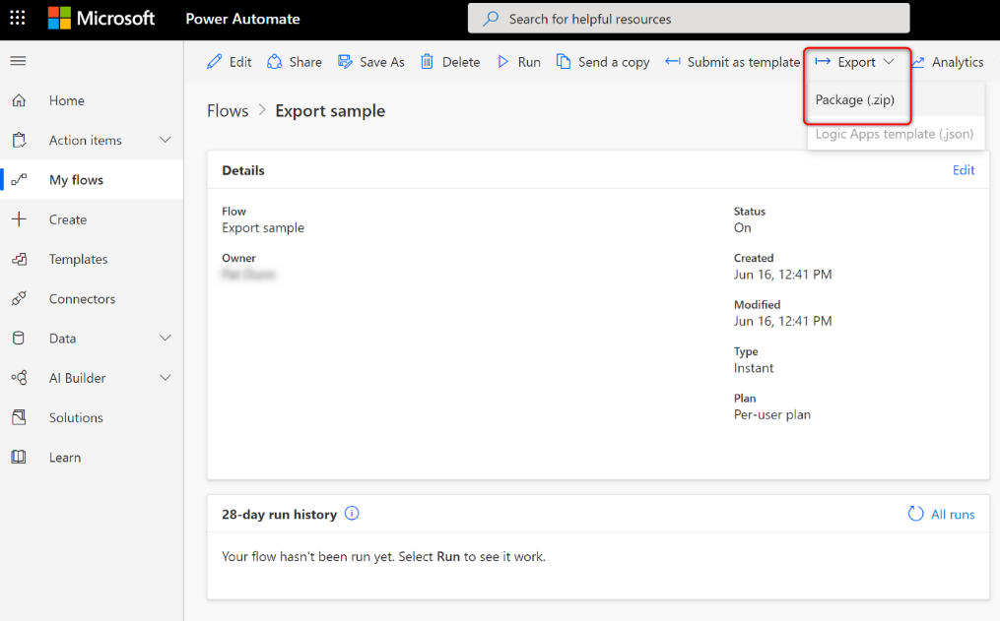 Microsoft Power Automate Search for helpful resources
Edit Share Save As Delete Run Send a copy Submit as template Export Analytics
Package (.zip)
Logic Apps template (.json)
Home
Action items
My flows
Create
Templates
Connectors
Data
AI Builder
Solutions
Learn
Flows > Export sample
Details Edit
Flow
Export sample
Owner
Status
On
Created
Jun 16, 12:41 PM
Modified
Jun 16, 12:41 PM
Type
Instant
Plan
Per-user plan
28-day run history All runs
Your flow hasn't been run yet. Select Run to see it work.